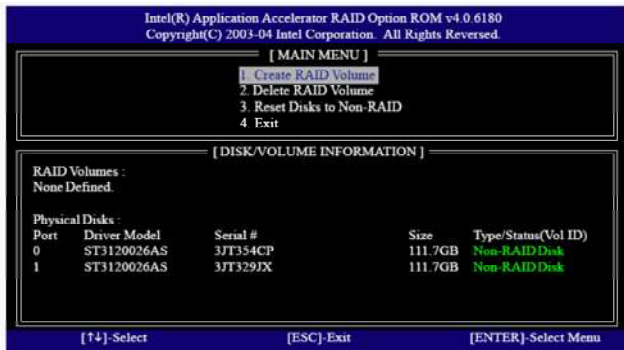 Intel(R) Application Accelerator RAID Option ROM v4.0.6180
Copyright(C) 2003-04 Intel Corporation. All Rights Reversed.
[ MAIN MENU ]
1. Create RAID Volume
2. Delete RAID Volume
3. Reset Disks to Non-RAID
4. Exit
[ DISK/VOLUME INFORMATION ]
RAID Volumes :
None Defined.
Physical Disks :
Port Driver Model Serial # Size Type/Status(Vol ID)
0 ST3120026AS 3JT354CP 111.7GB Non-RAID Disk
1 ST3120026AS 3JT329JX 111.7GB Non-RAID Disk
[↑↓]-Select [ESC]-Exit [ENTER]-Select Menu